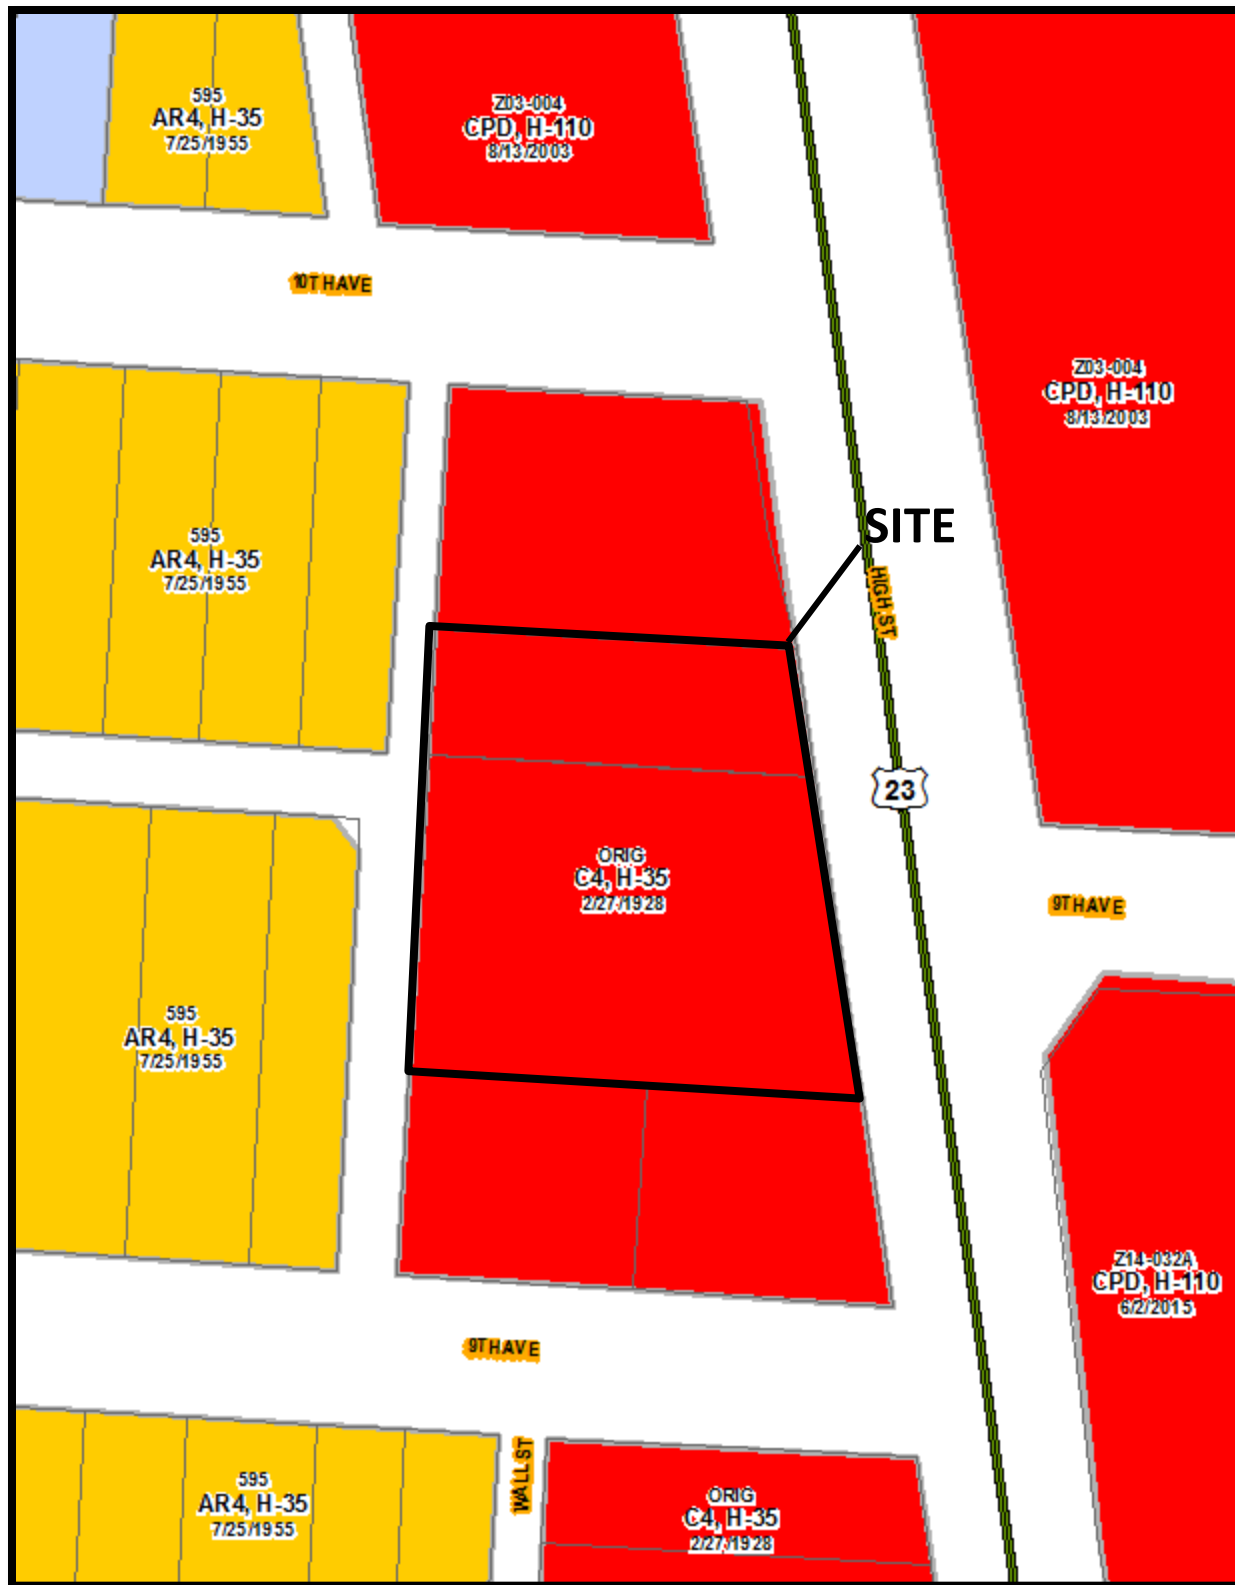 595
AR4, H-35
7/25/1955
Z03-004
CPD, H-110
8/13/2003
10TH AVE
Z03-004
CPD, H-110
8/13/2003
SITE
595
AR4, H-35
7/25/1955
HIGH ST
23
ORIG
C4, H-35
2/27/1928
9TH AVE
595
AR4, H-35
7/25/1955
Z14-032A
CPD, H-110
6/2/2015
9TH AVE
WALL ST
595
AR4, H-35
7/25/1955
ORIG
C4, H-35
2/27/1928